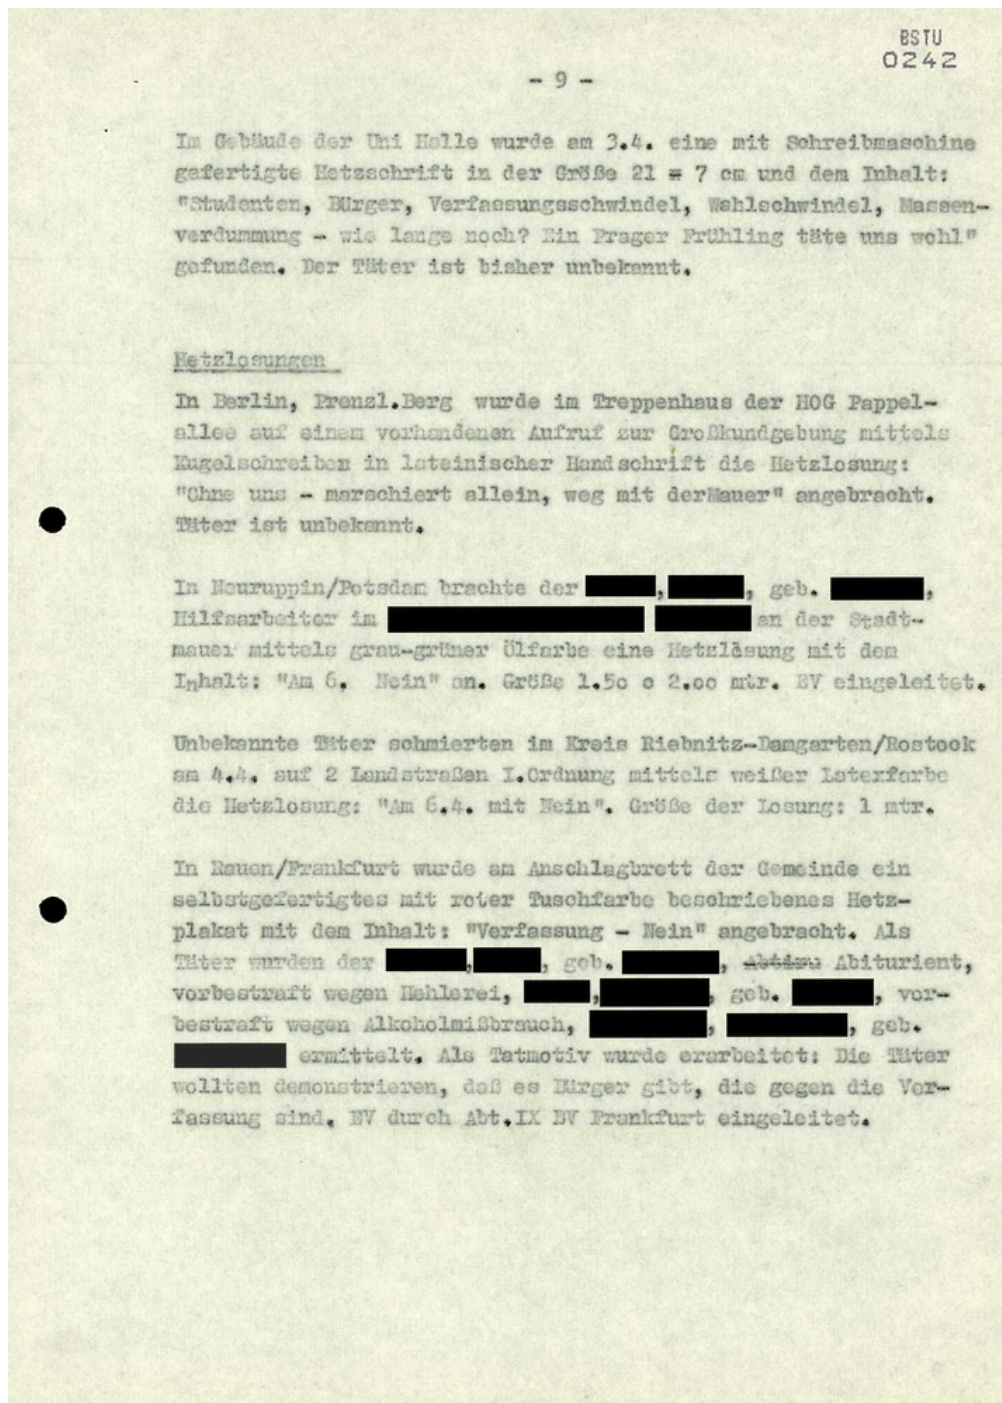 BSTU
0242
- 9 -
Im Gebäude der Uni Halle wurde am 3.4. eine mit Schreibmaschine
gefertigte Hetzschrift in der Größe 21 x 7 cm und dem Inhalt:
"Studenten, Bürger, Verfassungsschwindel, Wahlschwindel, Massen-
verdummung - wie lange noch? Ein Prager Frühling täte uns wohl"
gefunden. Der Täter ist bisher unbekannt.
Hetzlosungen
In Berlin, Prenzl.Berg wurde im Treppenhaus der HOG Pappel-
allee auf einem vorhandenen Aufruf zur Großkundgebung mittels
Kugelschreiben in lateinischer Handschrift die Hetzlosung:
"Ohne uns - marschiert allein, weg mit derMauer" angebracht.
Täter ist unbekannt.
In Neuruppin/Potsdam brachte der , , geb. ,
Hilfsarbeiter im an der Stadt-
mauer mittels grau-grüner Ölfarbe eine Hetzlösung mit dem
Inhalt: "Am 6. Nein" an. Größe 1.50 o 2.00 mtr. EV eingeleitet.
Unbekannte Täter schmierten im Kreis Riebnitz-Damgarten/Rostock
am 4.4. auf 2 Landstraßen I.Ordnung mittels weißer Latexfarbe
die Hetzlosung: "Am 6.4. mit Nein". Größe der Losung: 1 mtr.
In Rauen/Frankfurt wurde am Anschlagbrett der Gemeinde ein
selbstgefertigtes mit roter Tuschfarbe beschriebenes Hetz-
plakat mit dem Inhalt: "Verfassung - Nein" angebracht. Als
Täter wurden der , , geb. , Abiturient,
vorbestraft wegen Hehlerei, , , geb. , vor-
bestraft wegen Alkoholmißbrauch, , , geb.
ermittelt. Als Tatmotiv wurde erarbeitet: Die Täter
wollten demonstrieren, daß es Bürger gibt, die gegen die Ver-
fassung sind. EV durch Abt.IX BV Frankfurt eingeleitet.